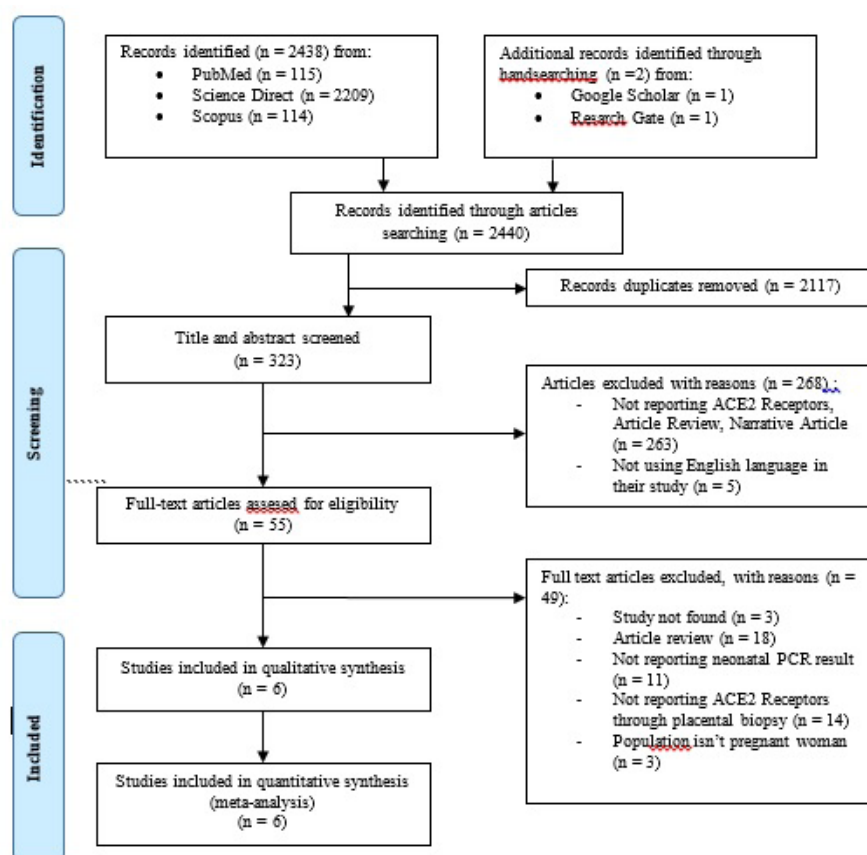 Identification
Records identified (n = 2438) from:
• PubMed (n = 115)
• Science Direct (n = 2209)
• Scopus (n = 114)
Additional records identified through
handsearching (n =2) from:
• Google Scholar (n = 1)
• Resarch Gate (n = 1)
Records identified through articles
searching (n = 2440)
Screening
Records duplicates removed (n = 2117)
Title and abstract screened
(n = 323)
Articles excluded with reasons (n = 268) :
- Not reporting ACE2 Receptors,
Article Review, Narrative Article
(n = 263)
- Not using English language in
their study (n = 5)
Full-text articles assesed for eligibility
(n = 55)
Full text articles excluded, with reasons (n =
49):
- Study not found (n = 3)
- Article review (n = 18)
- Not reporting neonatal PCR result
(n = 11)
- Not reporting ACE2 Receptors
through placental biopsy (n = 14)
- Population isn't pregnant woman
(n = 3)
Included
Studies included in qualitative synthesis
(n = 6)
Studies included in quantitative synthesis
(meta-analysis)
(n = 6)